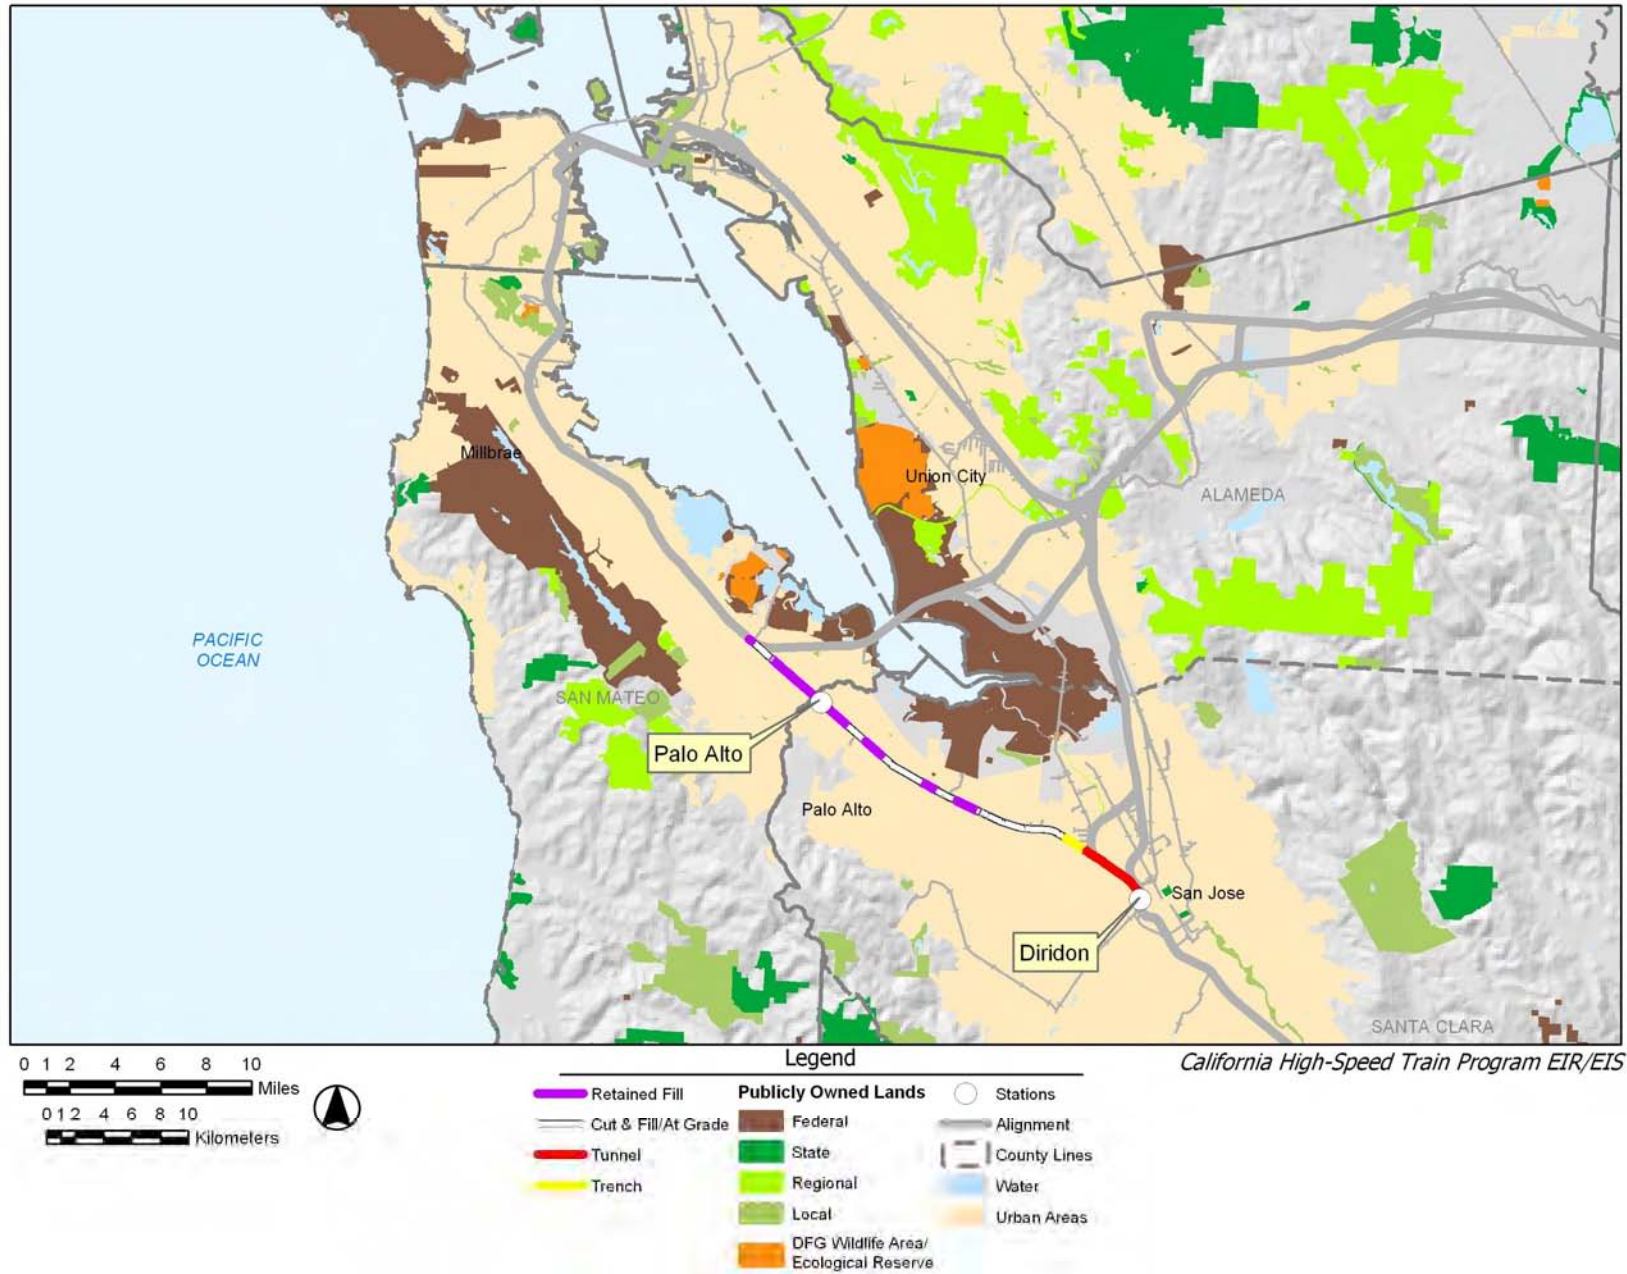 Millbrae
Union City
ALAMEDA
PACIFIC
OCEAN
SAN MATEO
Palo Alto
Palo Alto
San Jose
Diridon
SANTA CLARA
0 1 2 4 6 8 10
Miles
0 1 2 4 6 8 10
Kilometers
Legend
California High-Speed Train Program EIR/EIS
Retained Fill
Cut & Fill/At Grade
Tunnel
Trench
Publicly Owned Lands
Federal
State
Regional
Local
DFG Wildlife Area/
Ecological Reserve
Stations
Alignment
County Lines
Water
Urban Areas